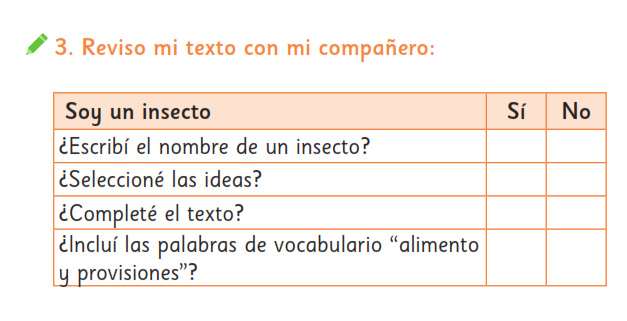 3. Reviso mi texto con mi compañero:
Soy un insecto Sí No
¿Escribí el nombre de un insecto?
¿Seleccioné las ideas?
¿Completé el texto?
¿Incluí las palabras de vocabulario “alimento
y provisiones”?